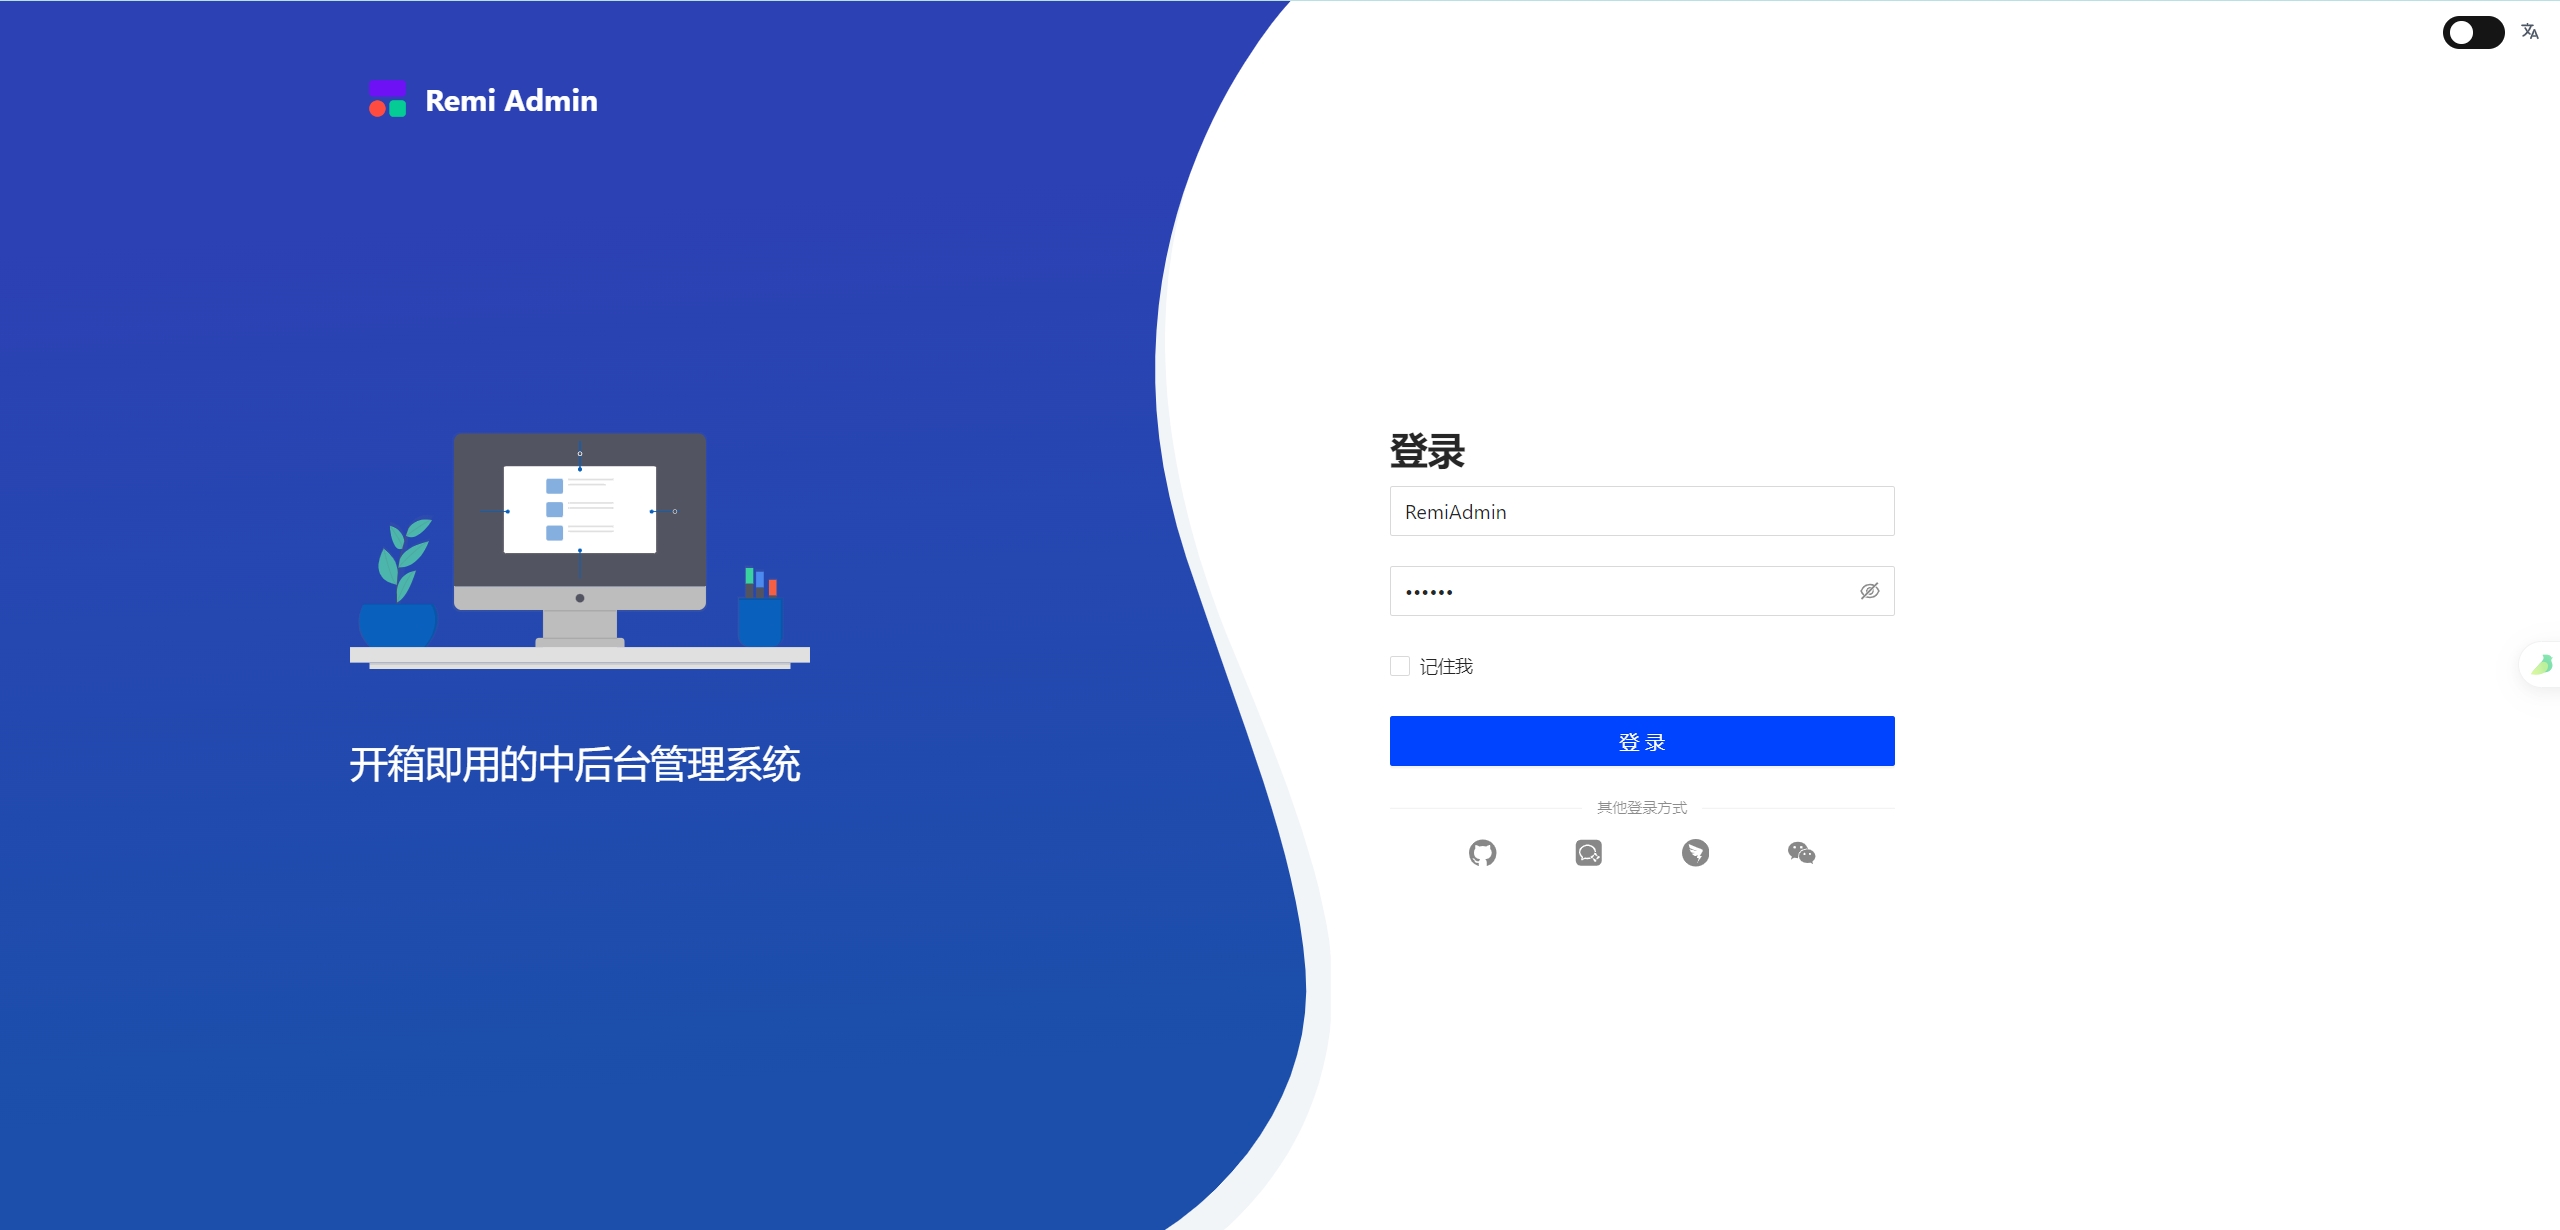 Remi Admin
开箱即用的中后台管理系统
登录
RemiAdmin
••••••
记住我
登 录
其他登录方式